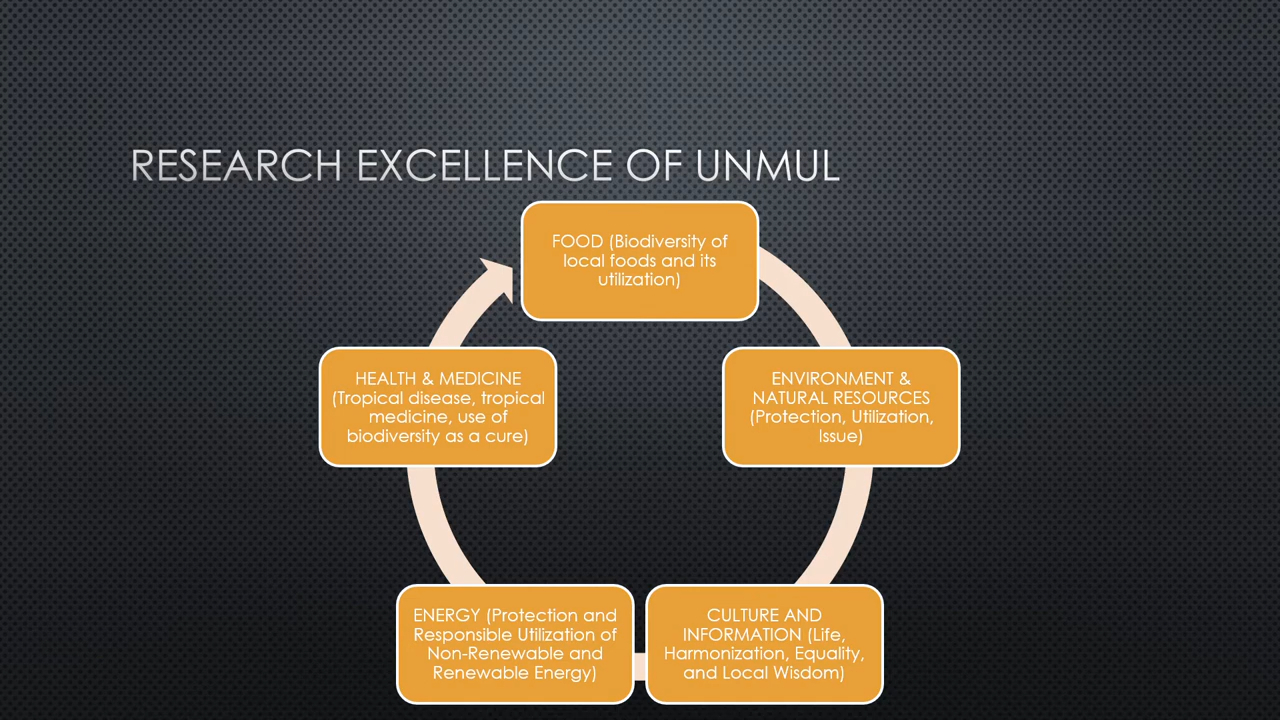 RESEARCH EXCELLENCE OF UNMUL
FOOD (Biodiversity of
local foods and its
utilization)
ENVIRONMENT &
NATURAL RESOURCES
(Protection, Utilization,
Issue)
CULTURE AND
INFORMATION (Life,
Harmonization, Equality,
and Local Wisdom)
ENERGY (Protection and
Responsible Utilization of
Non-Renewable and
Renewable Energy)
HEALTH & MEDICINE
(Tropical disease, tropical
medicine, use of
biodiversity as a cure)